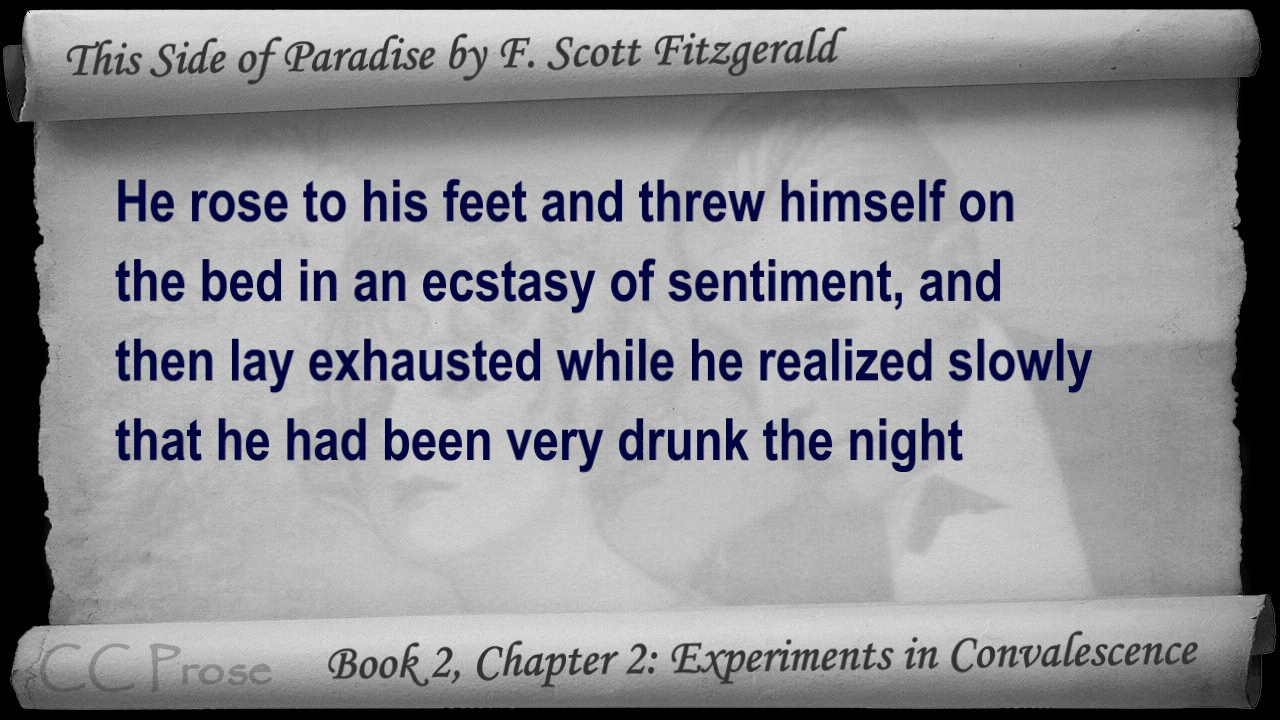 This Side of Paradise by F. Scott Fitzgerald
He rose to his feet and threw himself on
the bed in an ecstasy of sentiment, and
then lay exhausted while he realized slowly
that he had been very drunk the night
CC Prose
Book 2, Chapter 2: Experiments in Convalescence